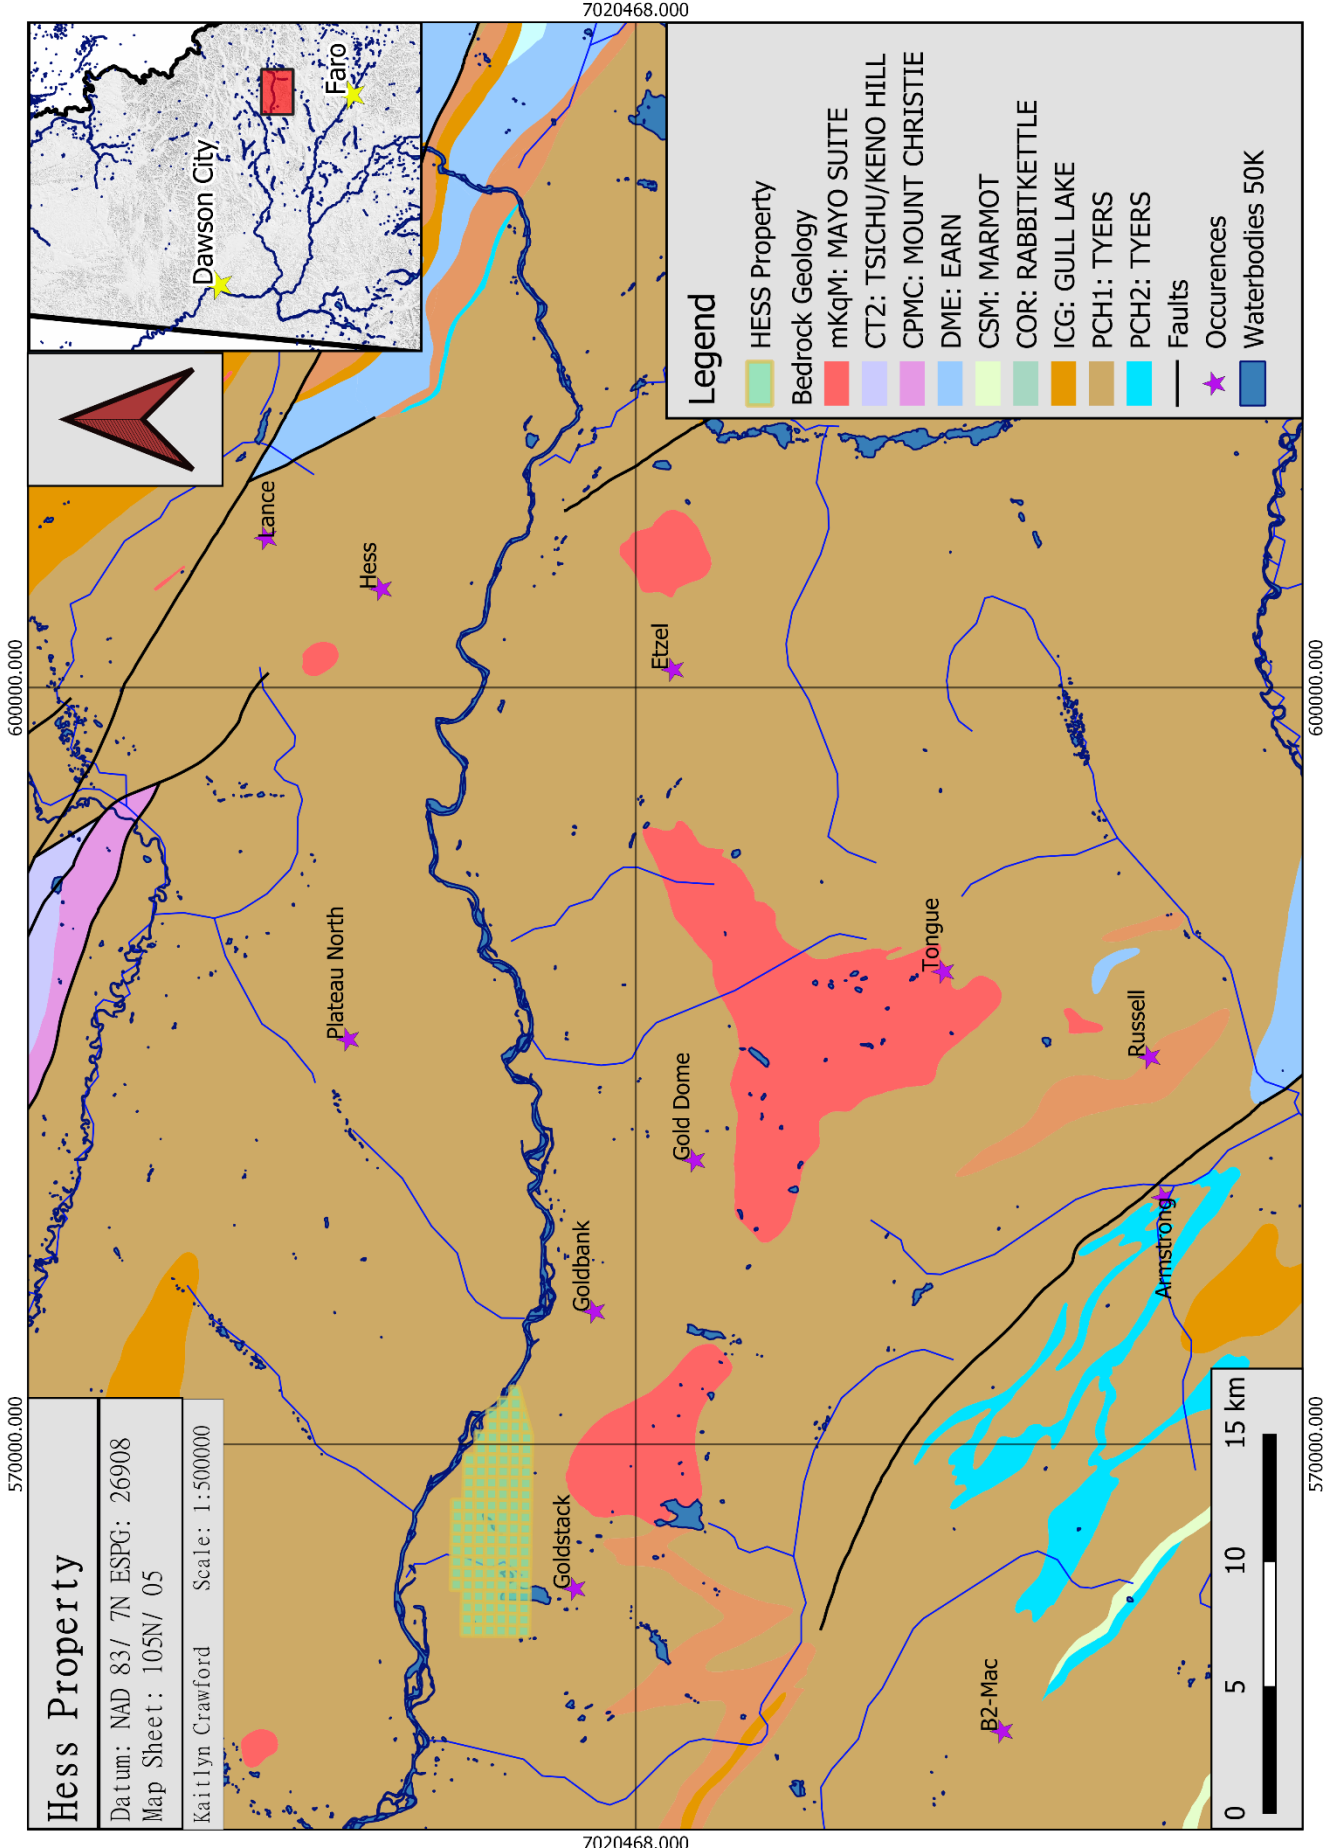 Hess Property
Datum: NAD 83/ 7N ESPG: 26908
Map Sheet: 105N/ 05
Kaitlyn Crawford Scale: 1:500000
570000.000
600000.000
7020468.000
7020468.000
570000.000
600000.000
Dawson City
Faro
Lance
Hess
Plateau North
Etzel
Goldbank
Gold Dome
Goldstack
Tongue
Russell
Armstrong
B2-Mac
Legend
HESS Property
Bedrock Geology
mKqM: MAYO SUITE
CT2: TSICHU/KENO HILL
CPMC: MOUNT CHRISTIE
DME: EARN
CSM: MARMOT
COR: RABBITKETTLE
ICG: GULL LAKE
PCH1: TYERS
PCH2: TYERS
Faults
Occurences
Waterbodies 50K
0 5 10 15 km